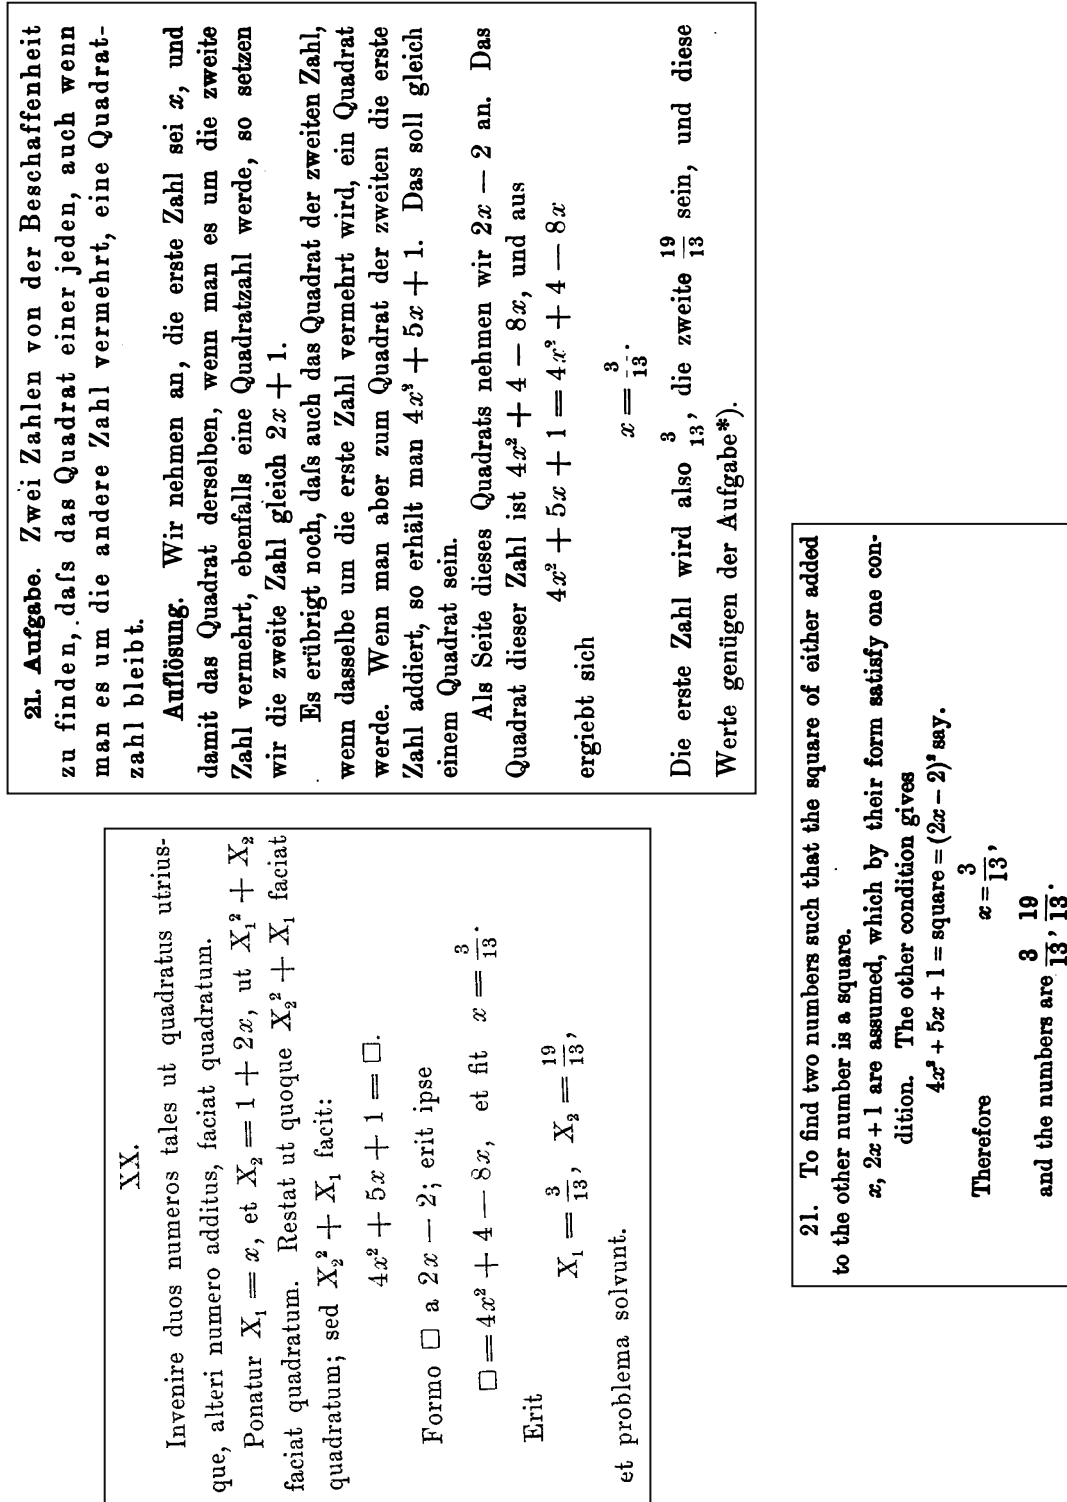 21. Aufgabe. Zwei Zahlen von der Beschaffenheit
zu finden, daſs das Quadrat einer jeden, auch wenn
man es um die andere Zahl vermehrt, eine Quadrat-
zahl bleibt.
Auflösung. Wir nehmen an, die erste Zahl sei x, und
damit das Quadrat derselben, wenn man es um die zweite
Zahl vermehrt, ebenfalls eine Quadratzahl werde, so setzen
wir die zweite Zahl gleich 2x + 1.
Es erübrigt noch, daſs auch das Quadrat der zweiten Zahl,
wenn dasselbe um die erste Zahl vermehrt wird, ein Quadrat
werde. Wenn man aber zum Quadrat der zweiten die erste
Zahl addiert, so erhält man 4x² + 5x + 1. Das soll gleich
einem Quadrat sein.
Als Seite dieses Quadrats nehmen wir 2x — 2 an. Das
Quadrat dieser Zahl ist 4x² + 4 — 8x, und aus
4x² + 5x + 1 = 4x² + 4 — 8x
ergiebt sich
x = 3/13.
Die erste Zahl wird also 3/13, die zweite 19/13 sein, und diese
Werte genügen der Aufgabe*).
XX.
Invenire duos numeros tales ut quadratus utrius-
que, alteri numero additus, faciat quadratum.
Ponatur X₁ = x, et X₂ = 1 + 2x, ut X₁² + X₂
faciat quadratum. Restat ut quoque X₂² + X₁ faciat
quadratum; sed X₂² + X₁ facit:
4x² + 5x + 1 = □.
Formo □ a 2x — 2; erit ipse
□ = 4x² + 4 — 8x, et fit x = 3/13.
Erit
X₁ = 3/13, X₂ = 19/13,
et problema solvunt.
21. To find two numbers such that the square of either added
to the other number is a square.
x, 2x + 1 are assumed, which by their form satisfy one con-
dition. The other condition gives
4x² + 5x + 1 = square = (2x − 2)² say.
Therefore x = 3/13,
and the numbers are 3/13, 19/13.